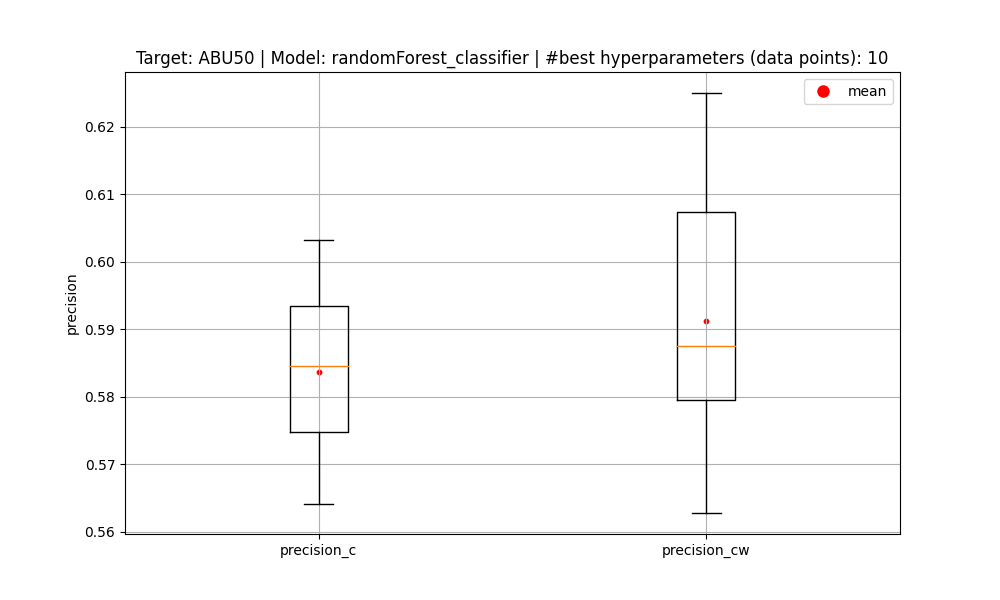 Target: ABU50 | Model: randomForest_classifier | #best hyperparameters (data points): 10
mean
0.62
0.61
0.60
0.59
0.58
0.57
0.56
precision
precision_c
precision_cw